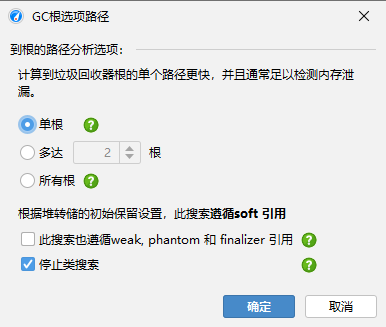 GC根选项路径
到根的路径分析选项：
计算到垃圾回收器根的单个路径更快，并且通常足以检测内存泄
漏。
单根
多达 2 根
所有根
根据堆转储的初始保留设置，此搜索遵循soft 引用
此搜索也遵循weak, phantom 和 finalizer 引用
停止类搜索
确定 取消